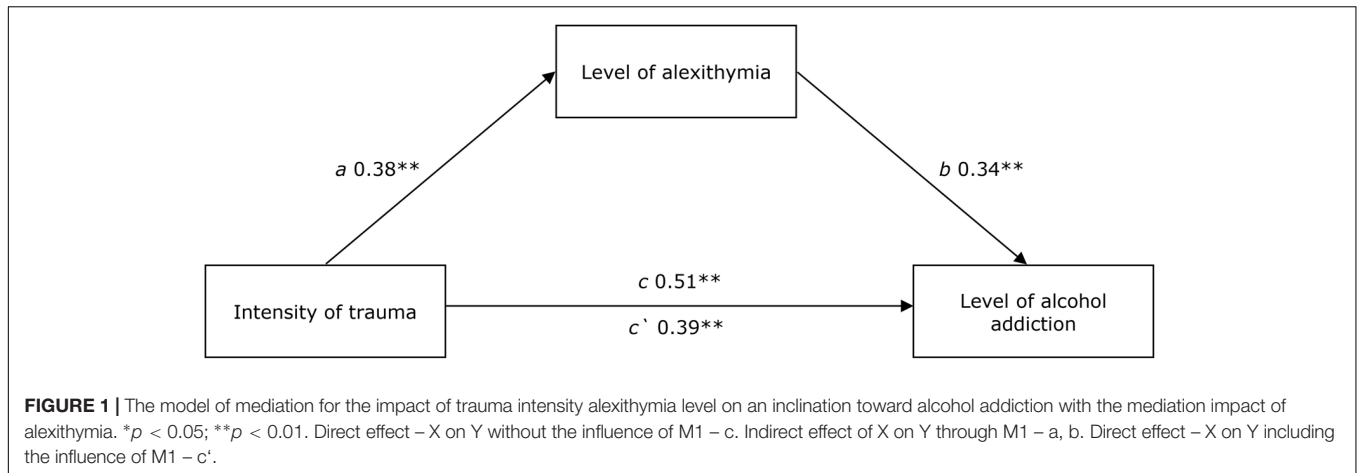 Level of alexithymia
a 0.38**
b 0.34**
Intensity of trauma
c 0.51**
c` 0.39**
Level of alcohol
addiction
FIGURE 1 | The model of mediation for the impact of trauma intensity alexithymia level on an inclination toward alcohol addiction with the mediation impact of
alexithymia. *p < 0.05; **p < 0.01. Direct effect – X on Y without the influence of M1 – c. Indirect effect of X on Y through M1 – a, b. Direct effect – X on Y including
the influence of M1 – c‘.